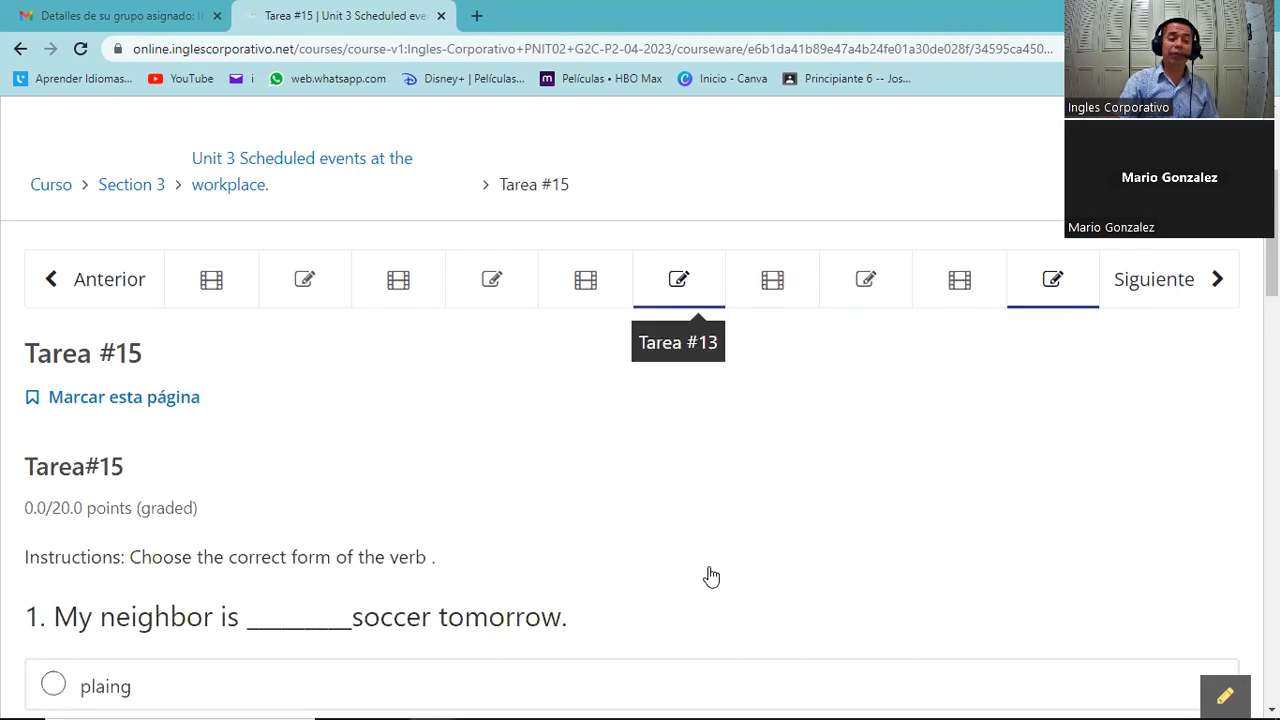 Detalles de su grupo asignado: I
Tarea #15 | Unit 3 Scheduled eve
online.inglescorporativo.net/courses/course-v1:Ingles-Corporativo+PNIT02+G2C-P2-04-2023/courseware/e6b1da41b89e47a4b24fe01a30de028f/34595ca450...
Aprender Idiomas...
YouTube
i
web.whatsapp.com
Disney+ | Películas...
Películas • HBO Max
Inicio - Canva
Principiante 6 -- Jos...
Ingles Corporativo
Mario Gonzalez
Mario Gonzalez
Curso > Section 3 > Unit 3 Scheduled events at the
workplace. > Tarea #15
Anterior
Siguiente
Tarea #13
Tarea #15
Marcar esta página
Tarea#15
0.0/20.0 points (graded)
Instructions: Choose the correct form of the verb .
1. My neighbor is _________soccer tomorrow.
plaing